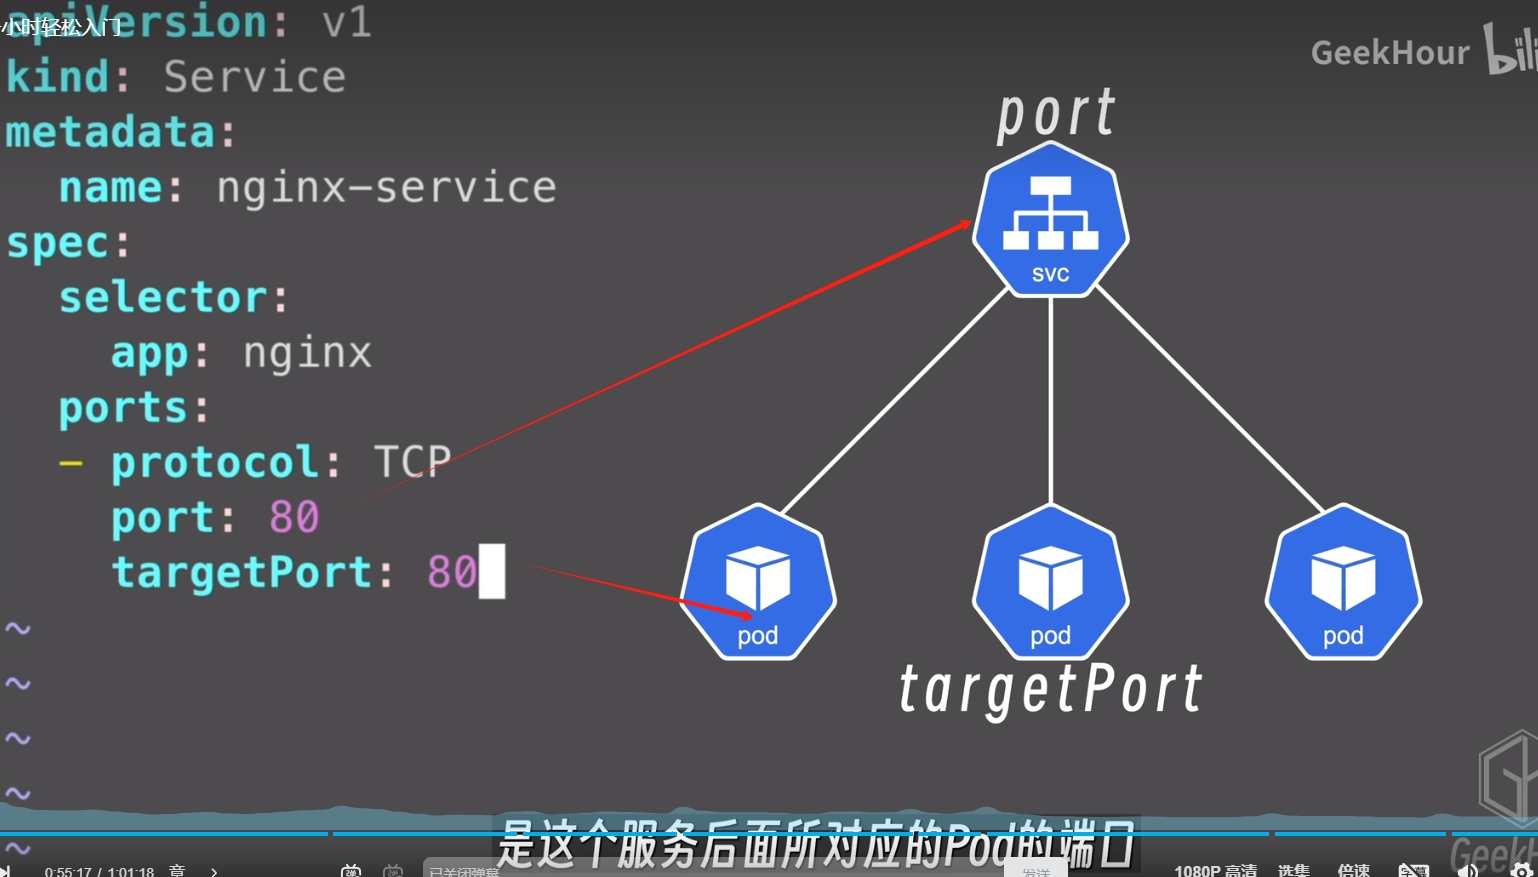 小时轻松入门
apiVersion: v1
kind: Service
metadata:
name: nginx-service
spec:
selector:
app: nginx
ports:
- protocol: TCP
port: 80
targetPort: 80
~
~
~
~
~
GeekHour
port
SVC
pod
pod
pod
targetPort
是这个服务后面所对应的Pod的端口
0:55:17 / 1:01:18 章 >
已关闭弹幕
发送
1080P 高清 选集 倍速